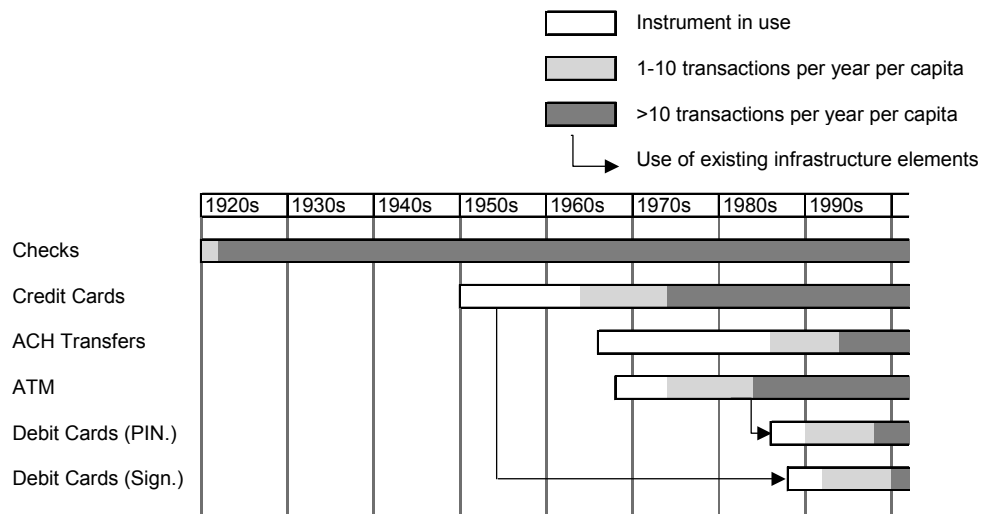 Instrument in use
1-10 transactions per year per capita
>10 transactions per year per capita
Use of existing infrastructure elements
1920s 1930s 1940s 1950s 1960s 1970s 1980s 1990s
Checks
Credit Cards
ACH Transfers
ATM
Debit Cards (PIN.)
Debit Cards (Sign.)